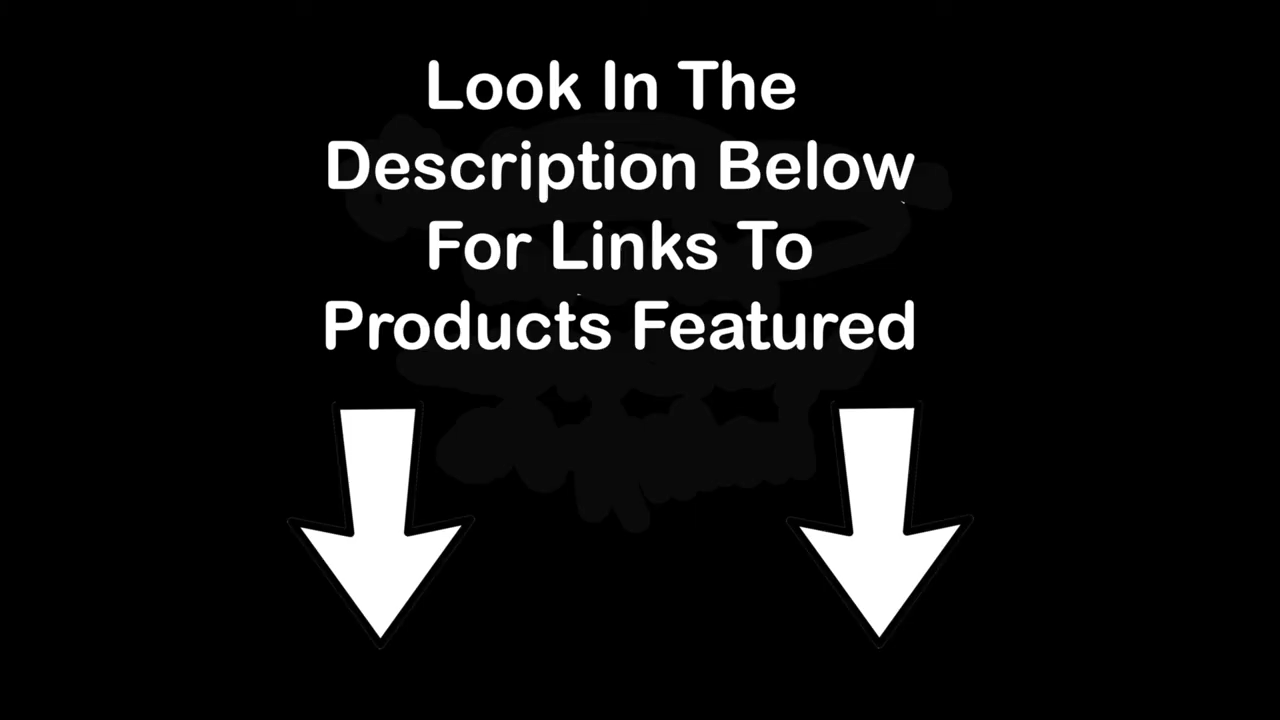 Look In The
Description Below
For Links To
Products Featured